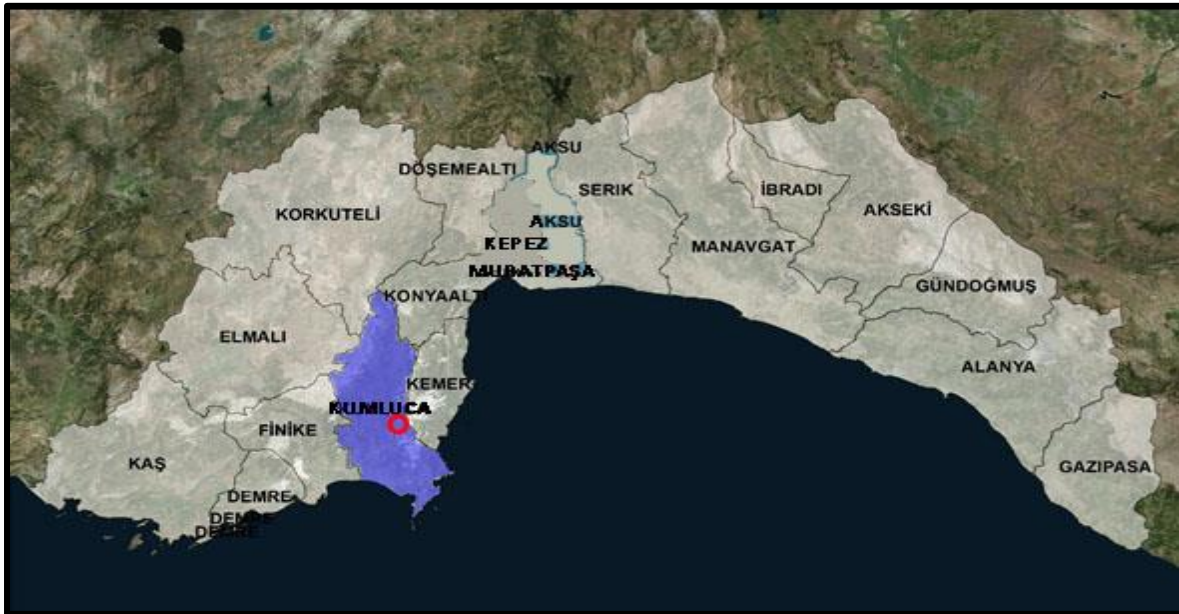 AKSU
DÖŞEMEALTI
SERIK
İBRADI
KORKUTELİ
AKSEKİ
AKSU
KEPEZ
MANAVGAT
MURATPAŞA
GÜNDOĞMUŞ
KONYAALTI
ELMALI
ALANYA
KEMER
KUMLUCA
FİNİKE
KAŞ
GAZIPASA
DEMRE
DEMRE
DEMRE